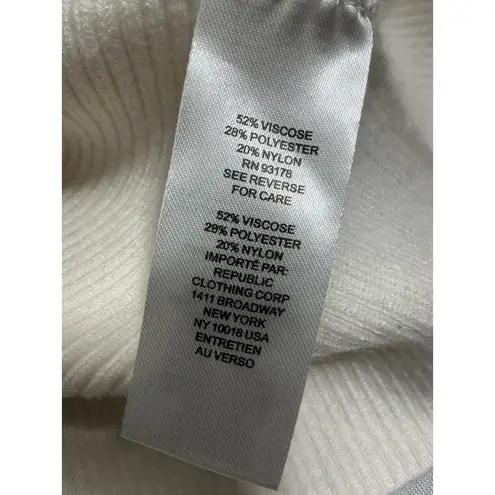 52% VISCOSE
28% POLYESTER
20% NYLON
RN 93178
SEE REVERSE
FOR CARE
52% VISCOSE
28% POLYESTER
20% NYLON
IMPORTÉ PAR:
REPUBLIC
CLOTHING CORP
1411 BROADWAY
NEW YORK
NY 10018 USA
ENTRETIEN
AU VERSO